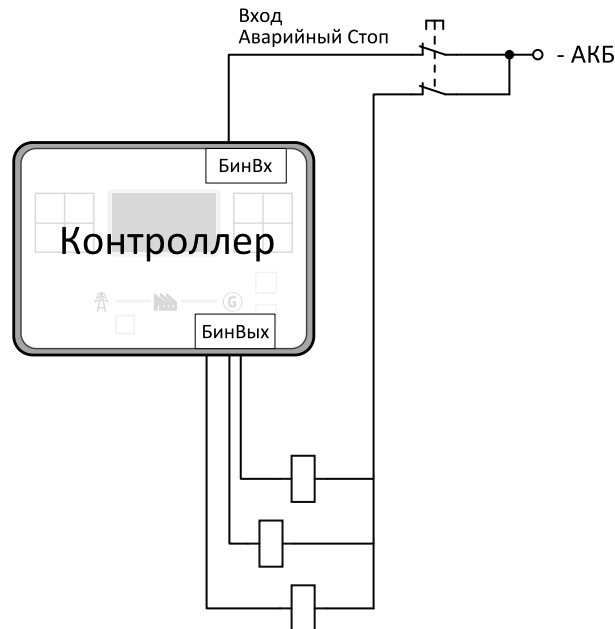 Вход
Аварийный Стоп
- АКБ
БинВх
Контроллер
G
БинВых